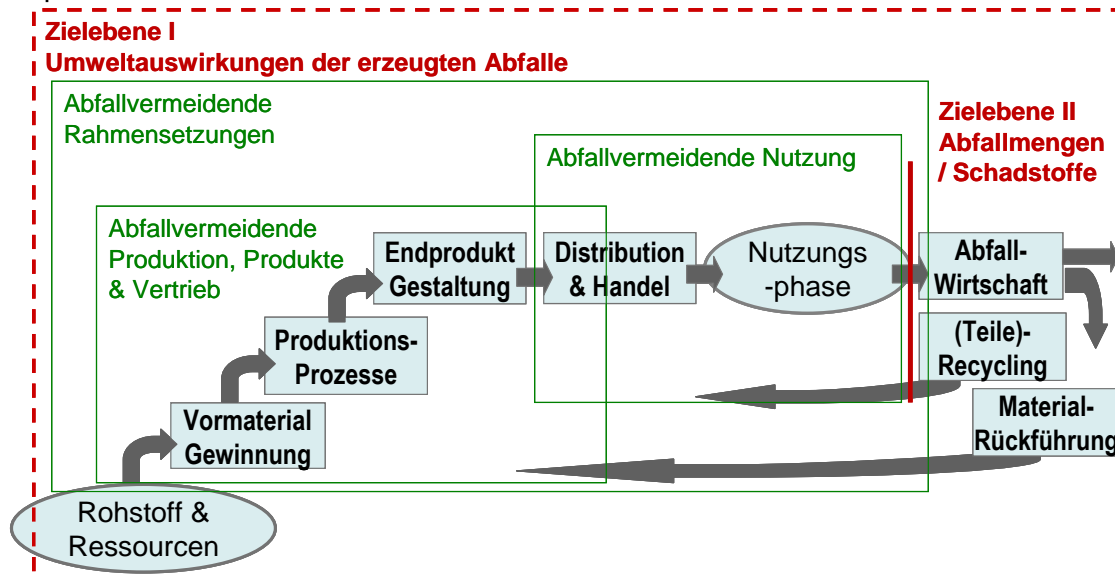 Zielebene I
Umweltauswirkungen der erzeugten Abfalle
Abfallvermeidende
Rahmensetzungen
Zielebene II
Abfallmengen
/ Schadstoffe
Abfallvermeidende Nutzung
Abfallvermeidende
Produktion, Produkte
& Vertrieb
Endprodukt
Gestaltung
Distribution
& Handel
Nutzungs
-phase
Abfall-
Wirtschaft
Produktions-
Prozesse
(Teile)-
Recycling
Vormaterial
Gewinnung
Material-
Rückführung
Rohstoff &
Ressourcen